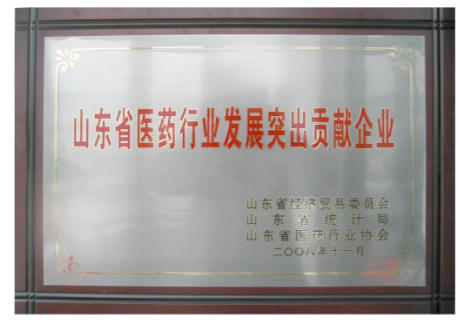 山东省医药行业发展突出贡献企业
山东省经济贸易委员会
山东省统计局
山东省医药行业协会
二〇〇八年十一月